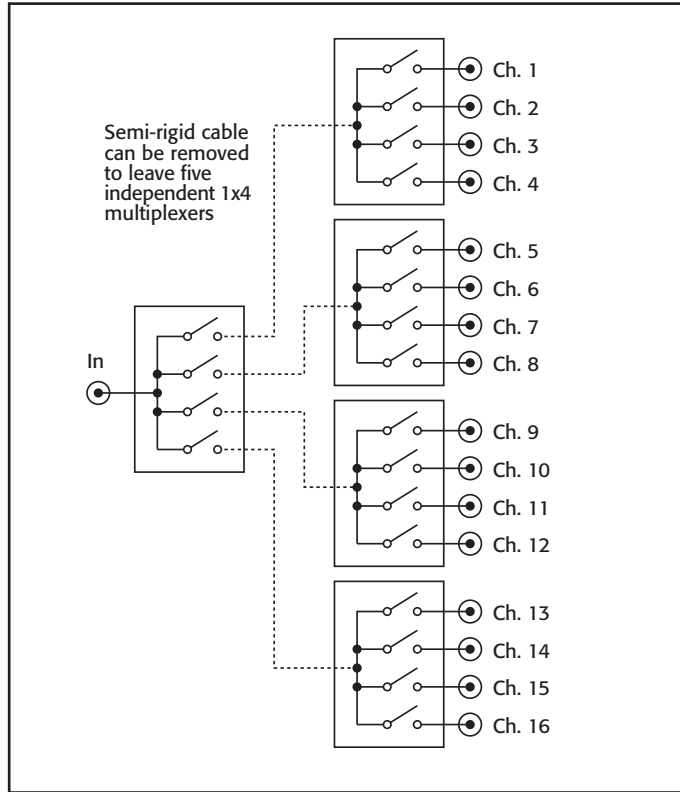 Semi-rigid cable
can be removed
to leave five
independent 1x4
multiplexers
In
Ch. 1
Ch. 2
Ch. 3
Ch. 4
Ch. 5
Ch. 6
Ch. 7
Ch. 8
Ch. 9
Ch. 10
Ch. 11
Ch. 12
Ch. 13
Ch. 14
Ch. 15
Ch. 16